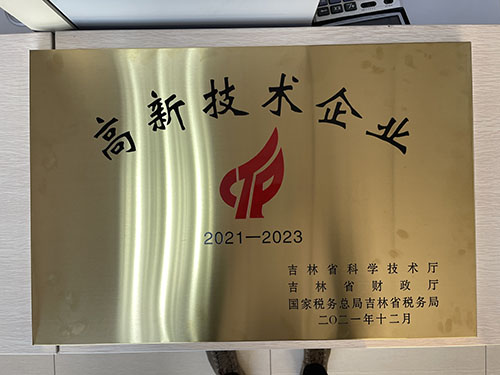 高新技术企业
CTP
2021—2023
吉林省科学技术厅
吉林省财政厅
国家税务总局吉林省税务局
二〇二一年十二月